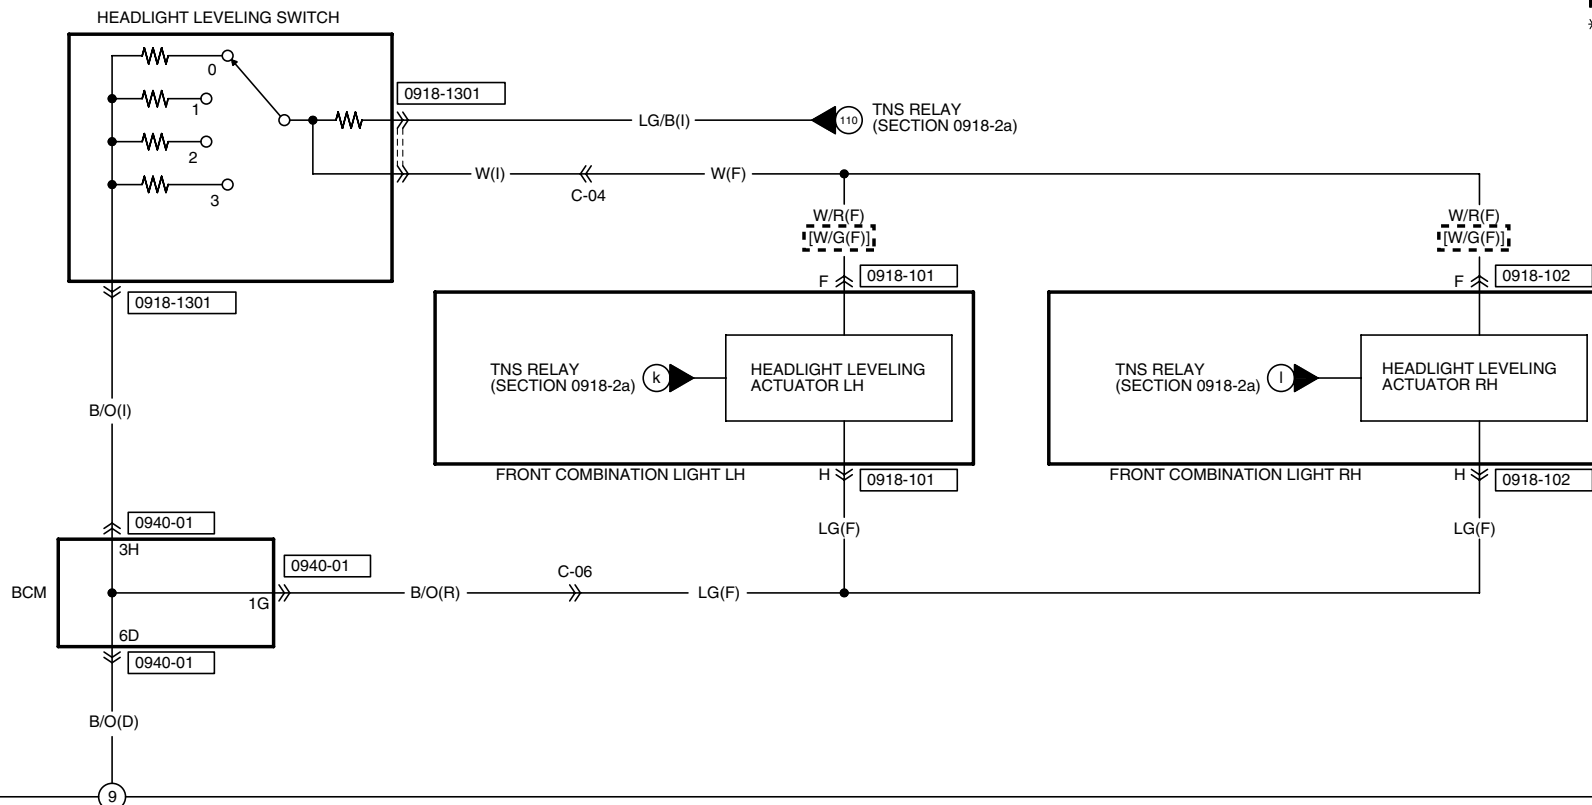 HEADLIGHT LEVELING SWITCH
0
1
2
3
0918-1301
LG/B(I)
110
TNS RELAY
(SECTION 0918-2a)
*
W(I)
C-04
W(F)
W/R(F)
[W/G(F)]
W/R(F)
[W/G(F)]
0918-1301
F
0918-101
F
0918-102
TNS RELAY
(SECTION 0918-2a)
k
HEADLIGHT LEVELING
ACTUATOR LH
TNS RELAY
(SECTION 0918-2a)
l
HEADLIGHT LEVELING
ACTUATOR RH
B/O(I)
FRONT COMBINATION LIGHT LH
H
0918-101
FRONT COMBINATION LIGHT RH
H
0918-102
LG(F)
LG(F)
0940-01
3H
BCM
1G
0940-01
B/O(R)
C-06
LG(F)
6D
0940-01
B/O(D)
9